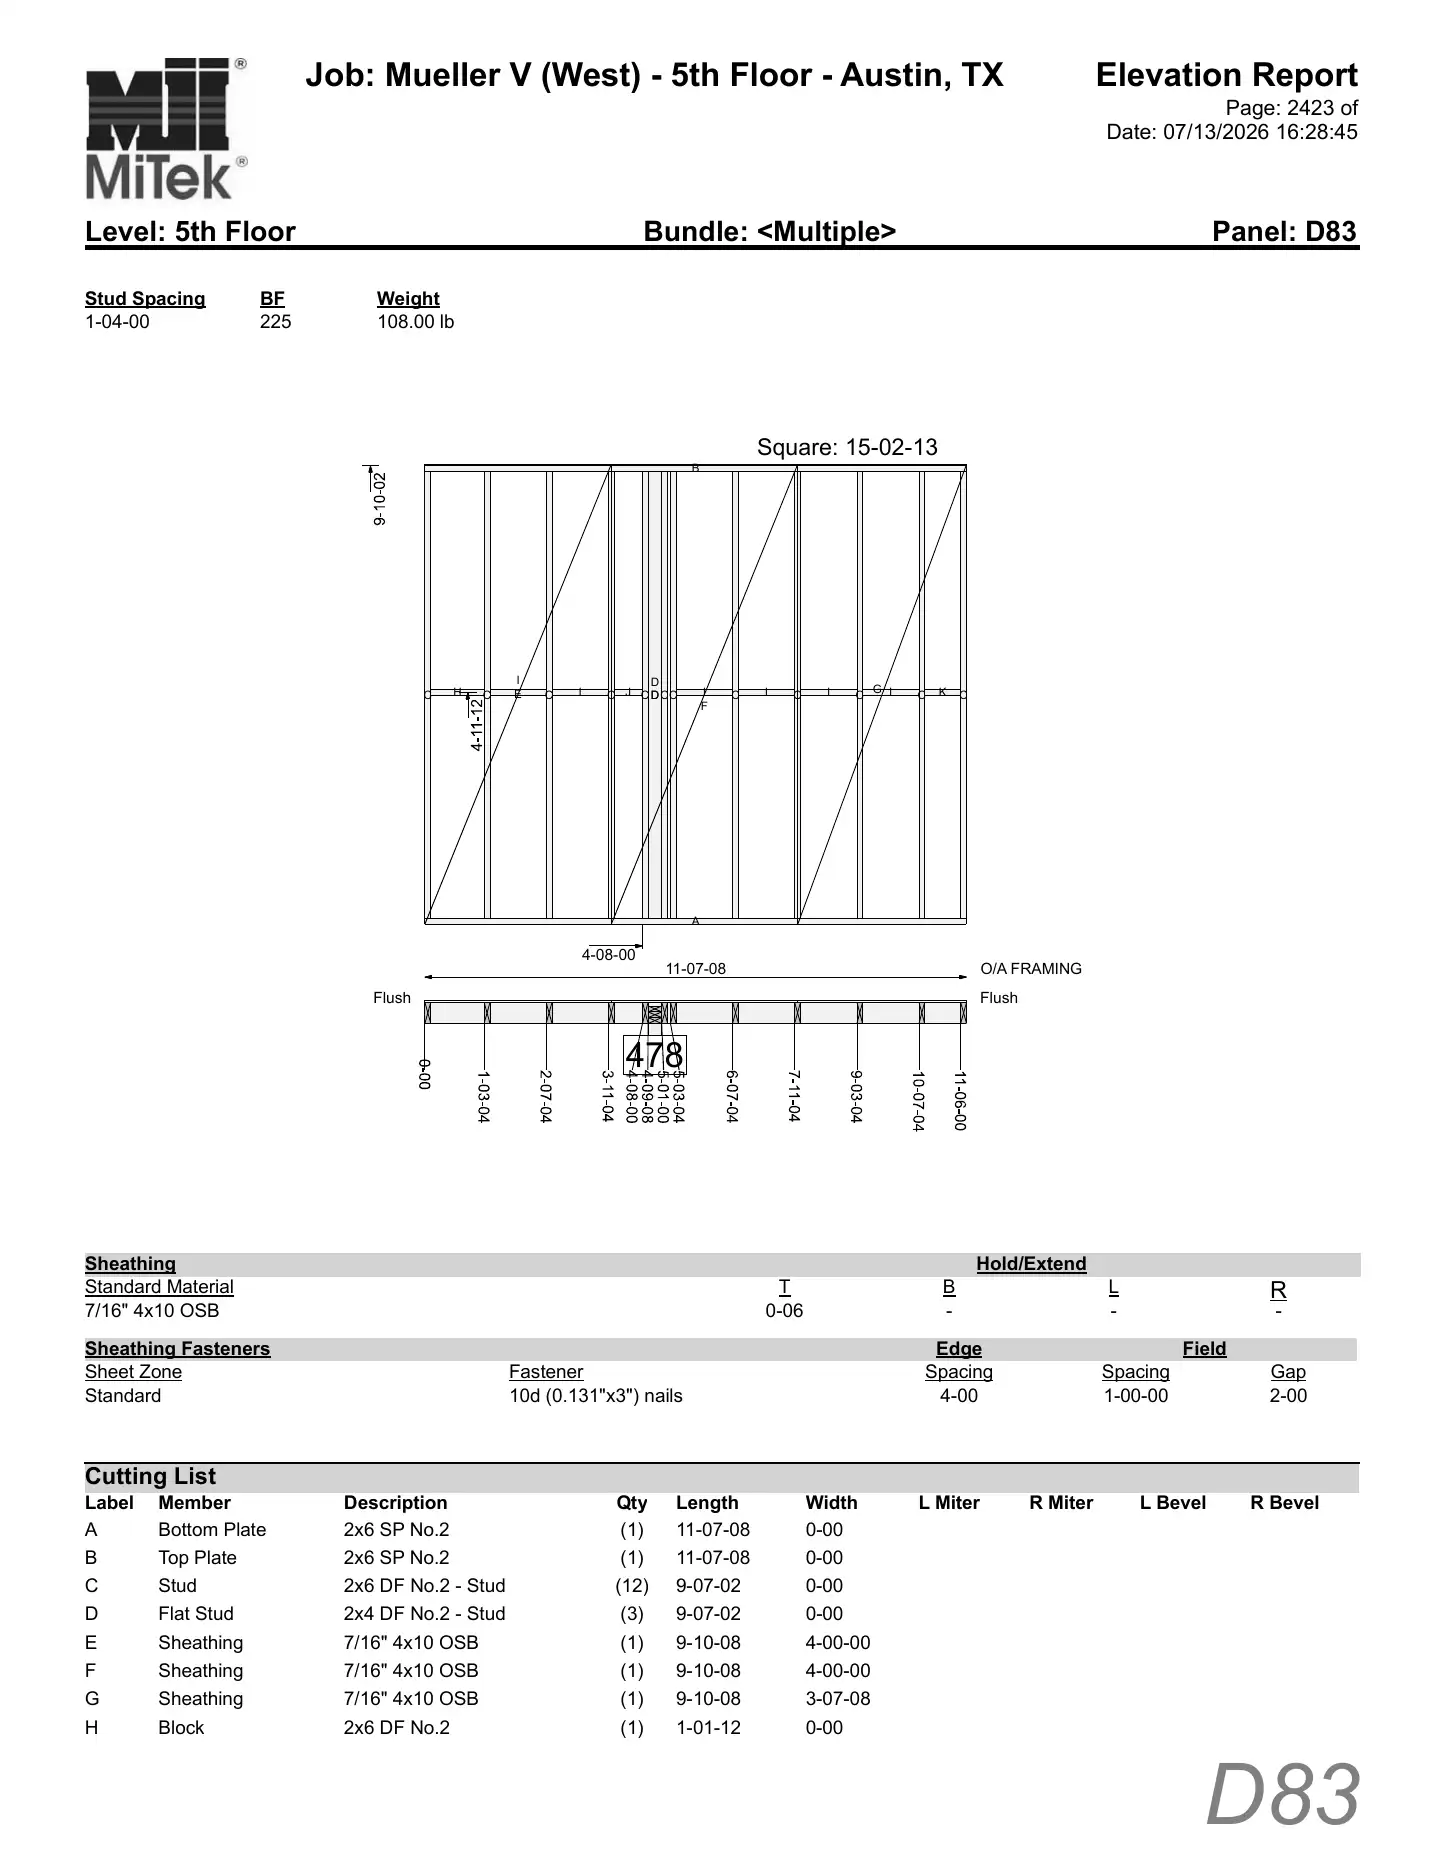 Job: Mueller V (West) - 5th Floor - Austin, TX
Elevation Report
Page: 2423 of
Date: 07/13/2026 16:28:45
MiTek®
Level: 5th Floor Bundle: <Multiple> Panel: D83
Stud Spacing BF Weight
1-04-00 225 108.00 lb
Square: 15-02-13
B
9-10-02
I D
H E I J D I I I G I K
F
4-11-12
A
4-08-00
11-07-08 O/A FRAMING
Flush Flush
478
0-00 1-03-04 2-07-04 3-11-04 4-08-00 4-09-08 5-01-00 5-03-04 6-07-04 7-11-04 9-03-04 10-07-04 11-06-00
Sheathing Hold/Extend
Standard Material T B L R
7/16" 4x10 OSB 0-06 - - -
Sheathing Fasteners Edge Field
Sheet Zone Fastener Spacing Spacing Gap
Standard 10d (0.131"x3") nails 4-00 1-00-00 2-00
Cutting List
Label Member Description Qty Length Width L Miter R Miter L Bevel R Bevel
A Bottom Plate 2x6 SP No.2 (1) 11-07-08 0-00
B Top Plate 2x6 SP No.2 (1) 11-07-08 0-00
C Stud 2x6 DF No.2 - Stud (12) 9-07-02 0-00
D Flat Stud 2x4 DF No.2 - Stud (3) 9-07-02 0-00
E Sheathing 7/16" 4x10 OSB (1) 9-10-08 4-00-00
F Sheathing 7/16" 4x10 OSB (1) 9-10-08 4-00-00
G Sheathing 7/16" 4x10 OSB (1) 9-10-08 3-07-08
H Block 2x6 DF No.2 (1) 1-01-12 0-00
D83